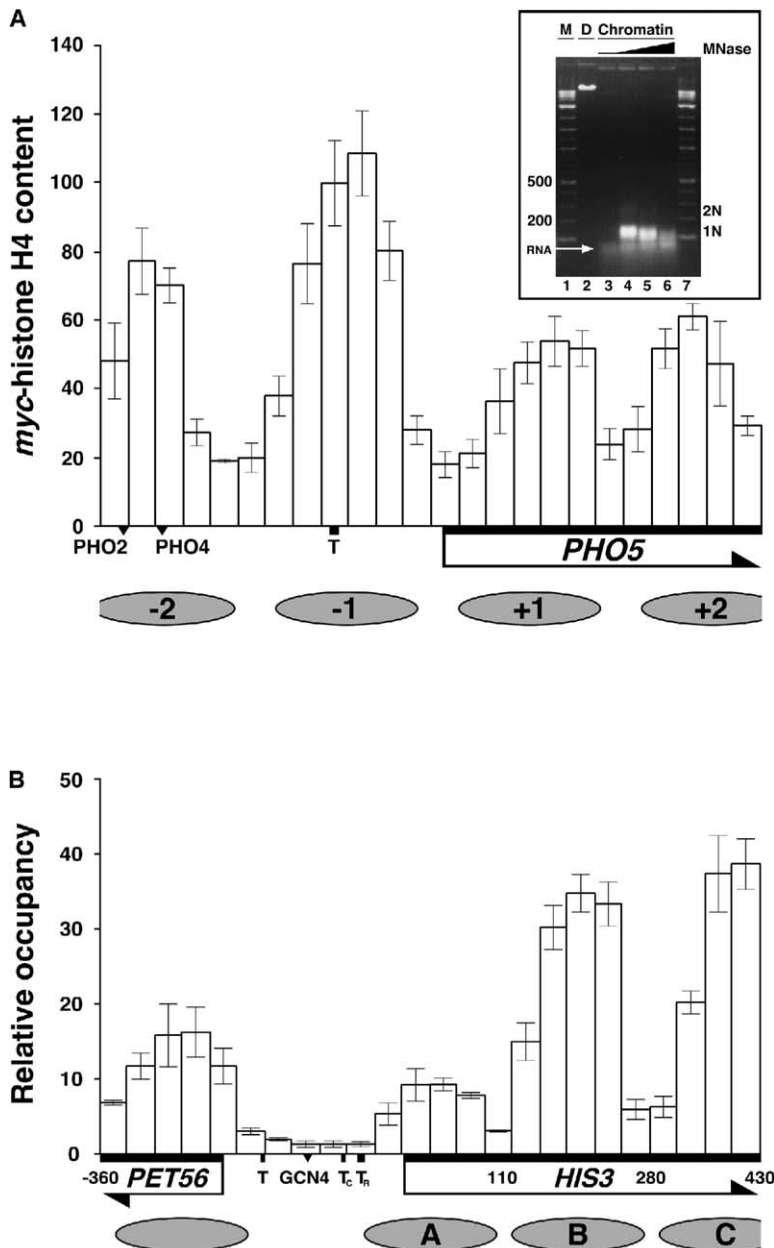 A
myc-histone H4 content
140
120
100
80
60
40
20
0
M D Chromatin
MNase
500
200
RNA
2N
1N
1 2 3 4 5 6 7
PHO2 PHO4 T PHO5
-2 -1 +1 +2
B
Relative occupancy
50
40
30
20
10
0
-360 PET56 T GCN4 TC TR 110 HIS3 280 430
A B C